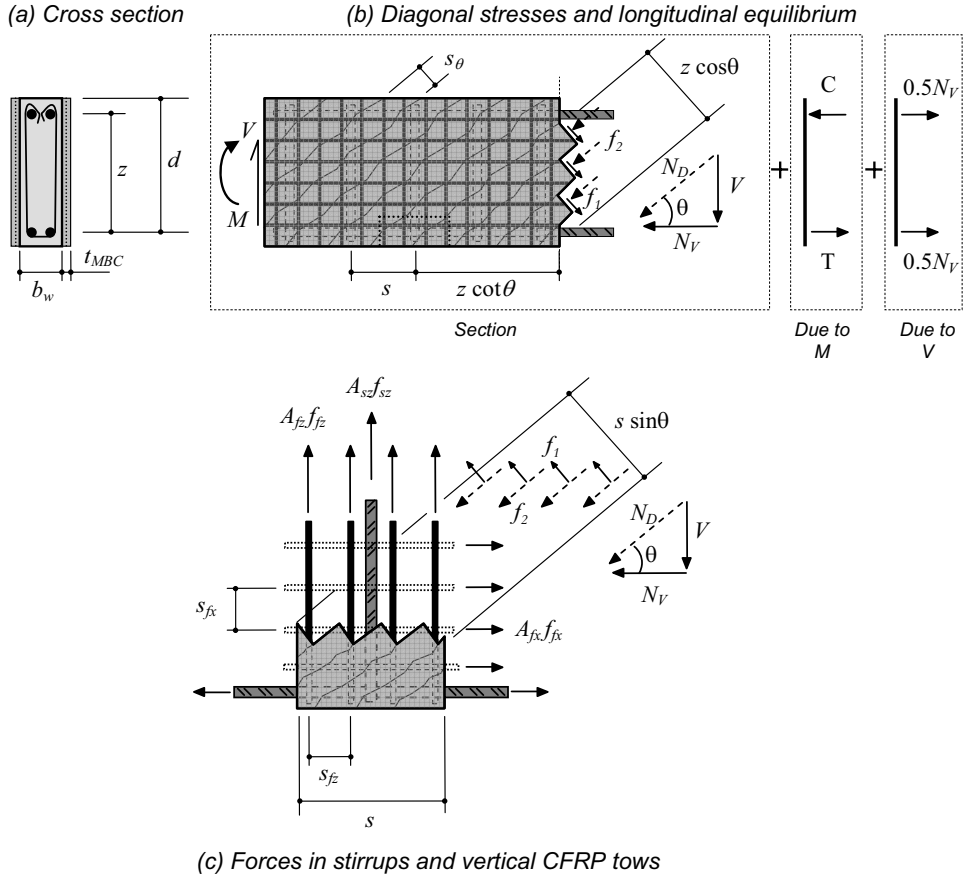 (a) Cross section
(b) Diagonal stresses and longitudinal equilibrium
z
d
t_MBC
b_w
s_θ
z cosθ
V
M
f_2
f_1
N_D
θ
V
N_V
s
z cotθ
Section
+
C
T
Due to
M
+
0.5N_V
0.5N_V
Due to
V
A_sz f_sz
A_fz f_fz
s sinθ
f_1
f_2
N_D
θ
V
N_V
s_fx
A_fx f_fx
s_fz
s
(c) Forces in stirrups and vertical CFRP tows